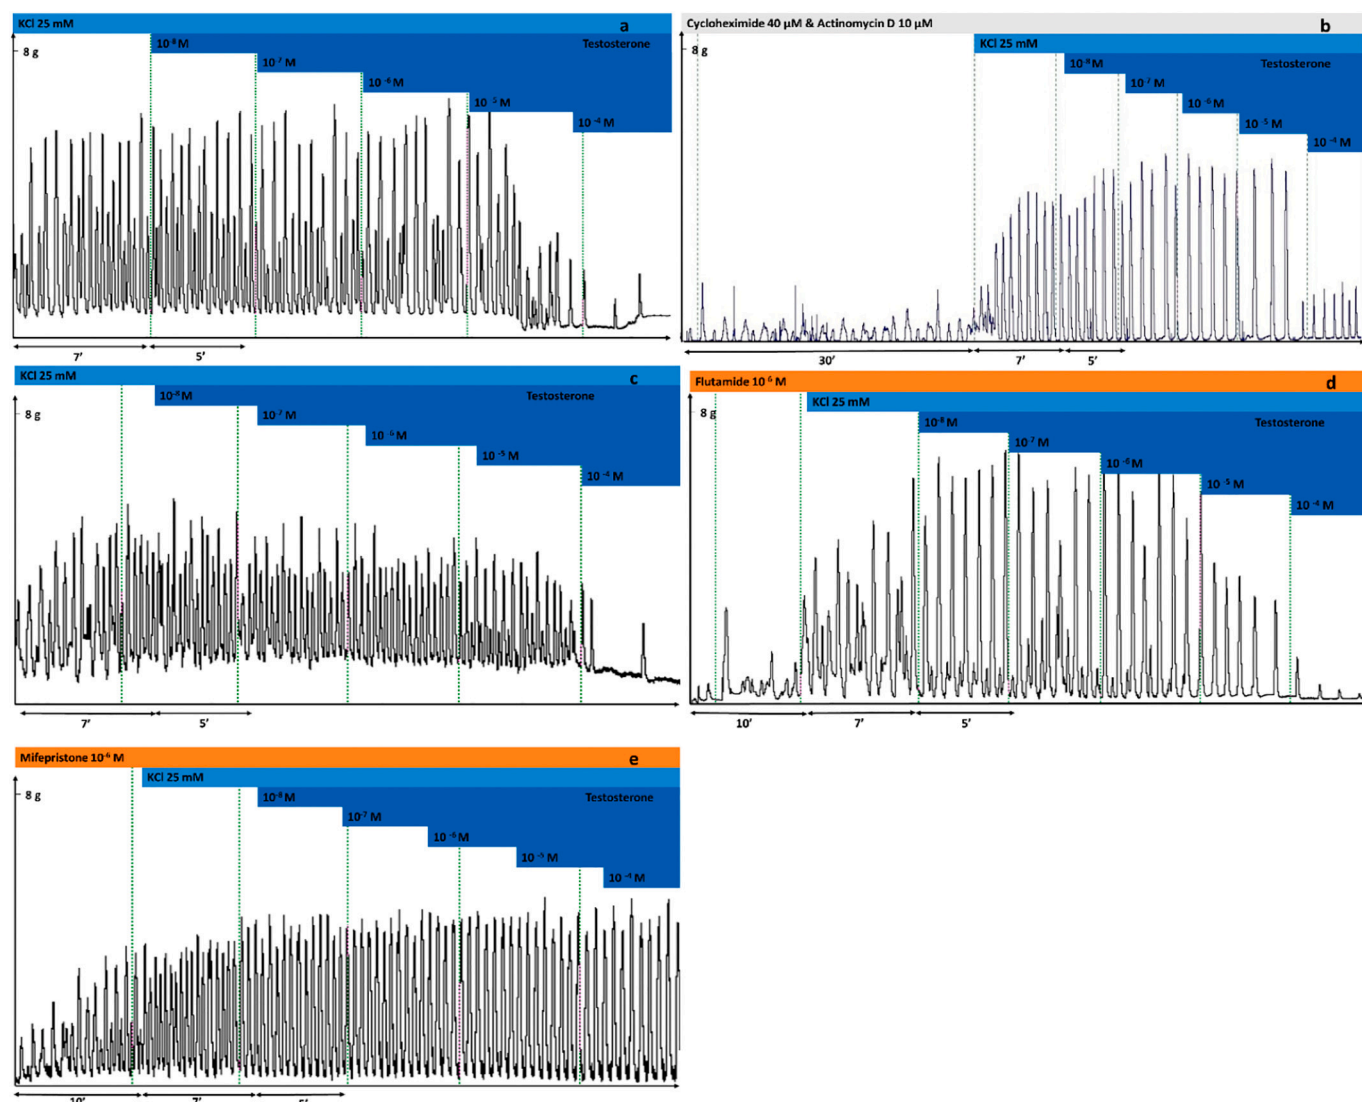 KCl 25 mM
a
10⁻⁸ M
Testosterone
8 g
10⁻⁷ M
10⁻⁶ M
10⁻⁵ M
10⁻⁴ M
7’
5’
Cycloheximide 40 µM & Actinomycin D 10 µM
b
8 g
KCl 25 mM
Testosterone
10⁻⁸ M
10⁻⁷ M
10⁻⁶ M
10⁻⁵ M
10⁻⁴ M
30’
7’
5’
KCl 25 mM
c
10⁻⁸ M
Testosterone
8 g
10⁻⁷ M
10⁻⁶ M
10⁻⁵ M
10⁻⁴ M
7’
5’
Flutamide 10⁻⁶ M
d
KCl 25 mM
8 g
10⁻⁸ M
Testosterone
10⁻⁷ M
10⁻⁶ M
10⁻⁵ M
10⁻⁴ M
10’
7’
5’
Mifepristone 10⁻⁶ M
e
KCl 25 mM
8 g
10⁻⁸ M
Testosterone
10⁻⁷ M
10⁻⁶ M
10⁻⁵ M
10⁻⁴ M
10’
7’
5’